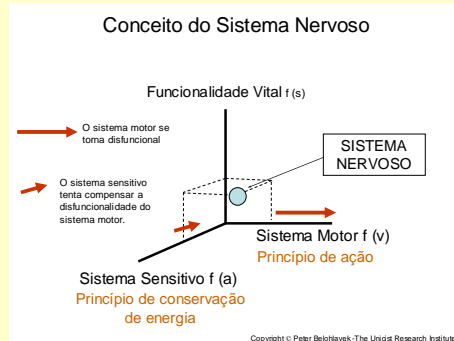 Conceito do Sistema Nervoso
Funcionalidade Vital f (s)
O sistema motor se
torna disfuncional
SISTEMA
NERVOSO
O sistema sensitivo
tenta compensar a
disfuncionalidade do
sistema motor.
Sistema Motor f (v)
Princípio de ação
Sistema Sensitivo f (a)
Princípio de conservação
de energia
Copyright © Peter Belohlavek -The Unicist Research Institute